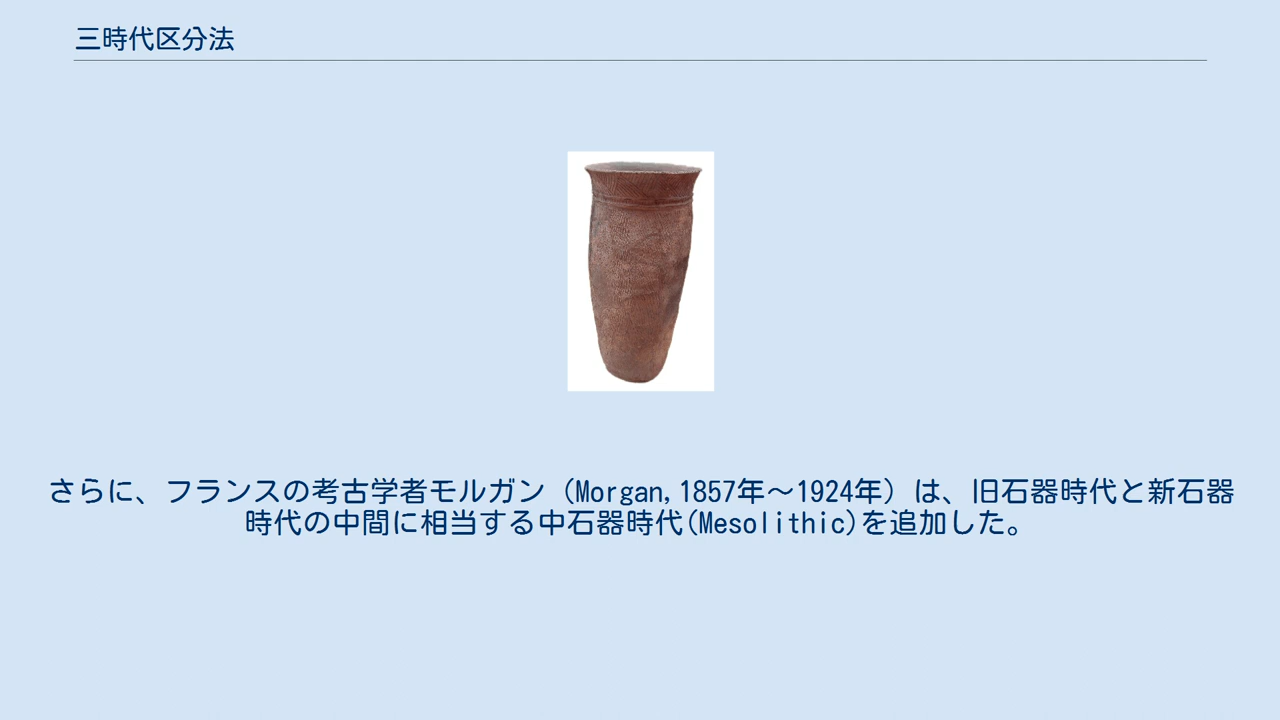 三時代区分法
さらに、フランスの考古学者モルガン（Morgan,1857年～1924年）は、旧石器時代と新石器
時代の中間に相当する中石器時代(Mesolithic)を追加した。